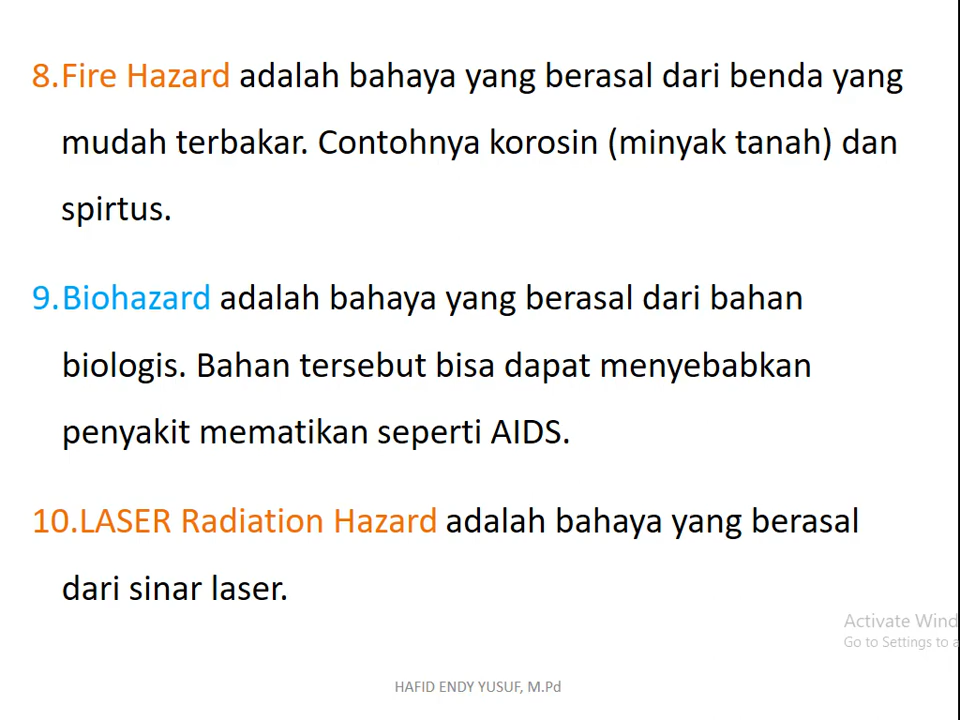 8.Fire Hazard adalah bahaya yang berasal dari benda yang
mudah terbakar. Contohnya korosin (minyak tanah) dan
spirtus.
9.Biohazard adalah bahaya yang berasal dari bahan
biologis. Bahan tersebut bisa dapat menyebabkan
penyakit mematikan seperti AIDS.
10.LASER Radiation Hazard adalah bahaya yang berasal
dari sinar laser.
Activate Wind
Go to Settings to a
HAFID ENDY YUSUF, M.Pd